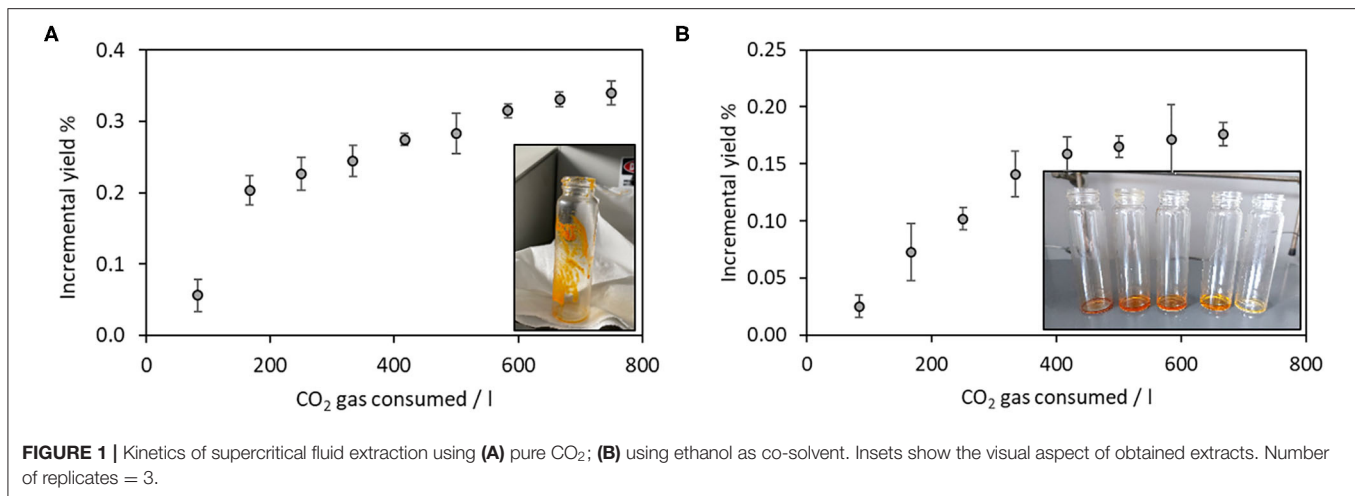 A
Incremental yield %
0.4
0.3
0.2
0.1
0.0
0
200
400
600
800
CO₂ gas consumed / l
B
Incremental yield %
0.25
0.20
0.15
0.10
0.05
0.00
0
200
400
600
800
CO₂ gas consumed / l
FIGURE 1 | Kinetics of supercritical fluid extraction using (A) pure CO₂; (B) using ethanol as co-solvent. Insets show the visual aspect of obtained extracts. Number
of replicates = 3.